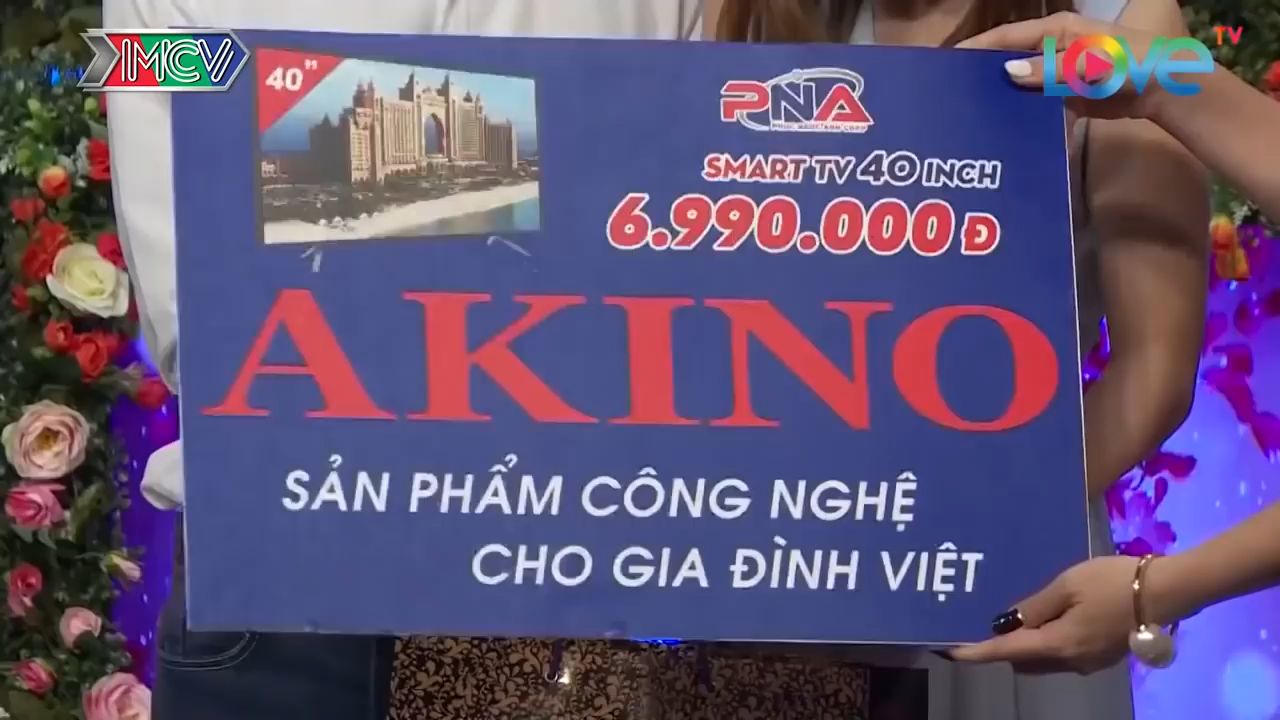 MCV
LOVE TV
40"
PNA
SMART TV 40 INCH
6.990.000 Đ
AKINO
SẢN PHẨM CÔNG NGHỆ
CHO GIA ĐÌNH VIỆT